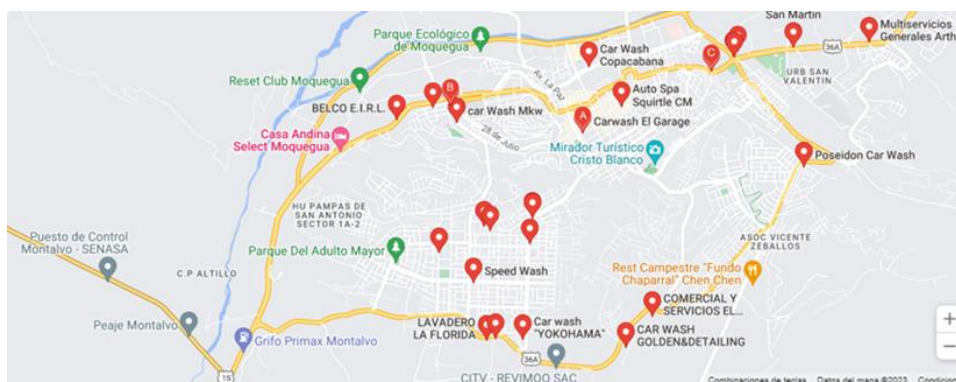 San Martin
Multiservicios
Generales Arth
Parque Ecológico
de Moquegua
Car Wash
Copacabana
36A
C
URB SAN
VALENTIN
Reset Club Moquegua
Av. La Paz
BELCO E.I.R.L.
B
car Wash Mkw
Auto Spa
Squirtle CM
A
Carwash El Garage
28 de Julio
Casa Andina
Select Moquegua
Mirador Turístico
Cristo Blanco
Poseidon Car Wash
HU PAMPAS DE
SAN ANTONIO
SECTOR 1A-2
Puesto de Control
Montalvo - SENASA
C.P ALTILLO
Parque Del Adulto Mayor
ASOC VICENTE
ZEBALLOS
Speed Wash
Rest Campestre "Fundo
Chaparral" Chen Chen
COMERCIAL Y
SERVICIOS EL...
Peaje Montalvo
Grifo Primax Montalvo
LAVADERO
LA FLORIDA
Car wash
"YOKOHAMA"
CAR WASH
GOLDEN&DETAILING
36A
1S
CITV - REVIMOQ SAC
+
−
Combinaciones de teclas
Datos del mapa ©2023
Condicion